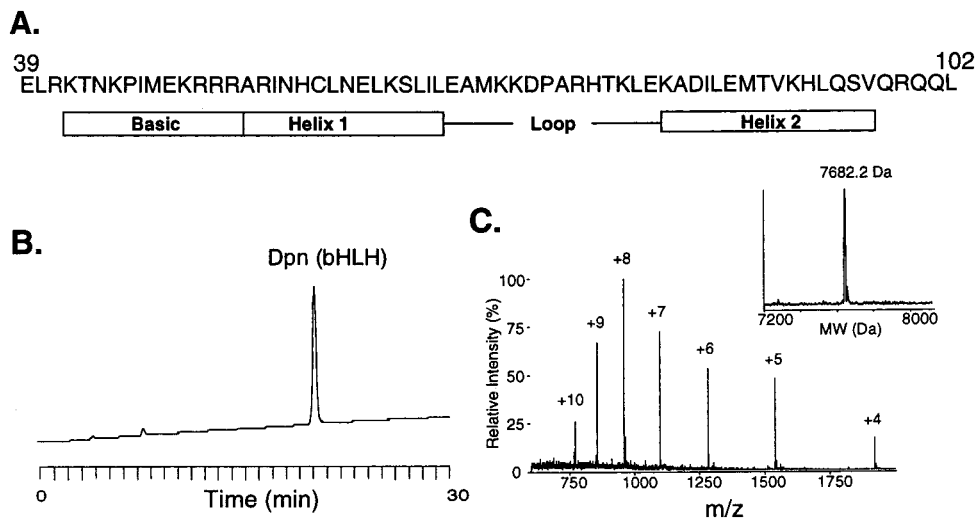 A.
39 102
ELRKTNKPIMEKRRRARINHCLNELKSLILEAMKKDPARHTKLEKADILEMTVKHLQSVQRQQL
Basic Helix 1 Loop Helix 2
B.
Dpn (bHLH)
0 30
Time (min)
C.
7682.2 Da
7200 8000
MW (Da)
Relative Intensity (%)
100-
75-
50-
25-
0
+10
+9
+8
+7
+6
+5
+4
750 1000 1250 1500 1750
m/z